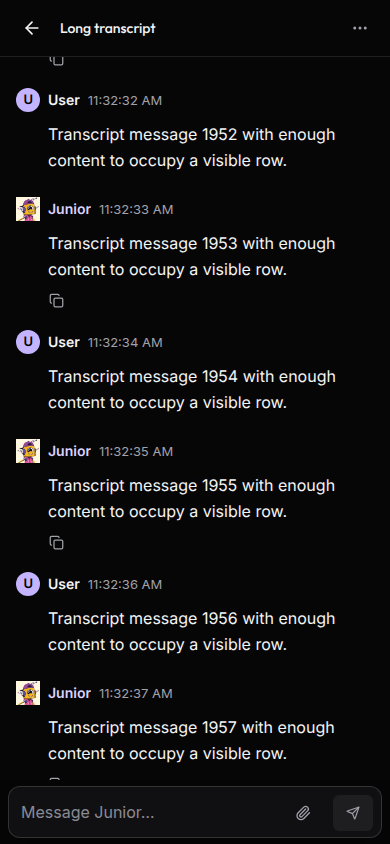 Long transcript
U User 11:32:32 AM
Transcript message 1952 with enough
content to occupy a visible row.
Junior 11:32:33 AM
Transcript message 1953 with enough
content to occupy a visible row.
U User 11:32:34 AM
Transcript message 1954 with enough
content to occupy a visible row.
Junior 11:32:35 AM
Transcript message 1955 with enough
content to occupy a visible row.
U User 11:32:36 AM
Transcript message 1956 with enough
content to occupy a visible row.
Junior 11:32:37 AM
Transcript message 1957 with enough
content to occupy a visible row.
Message Junior...